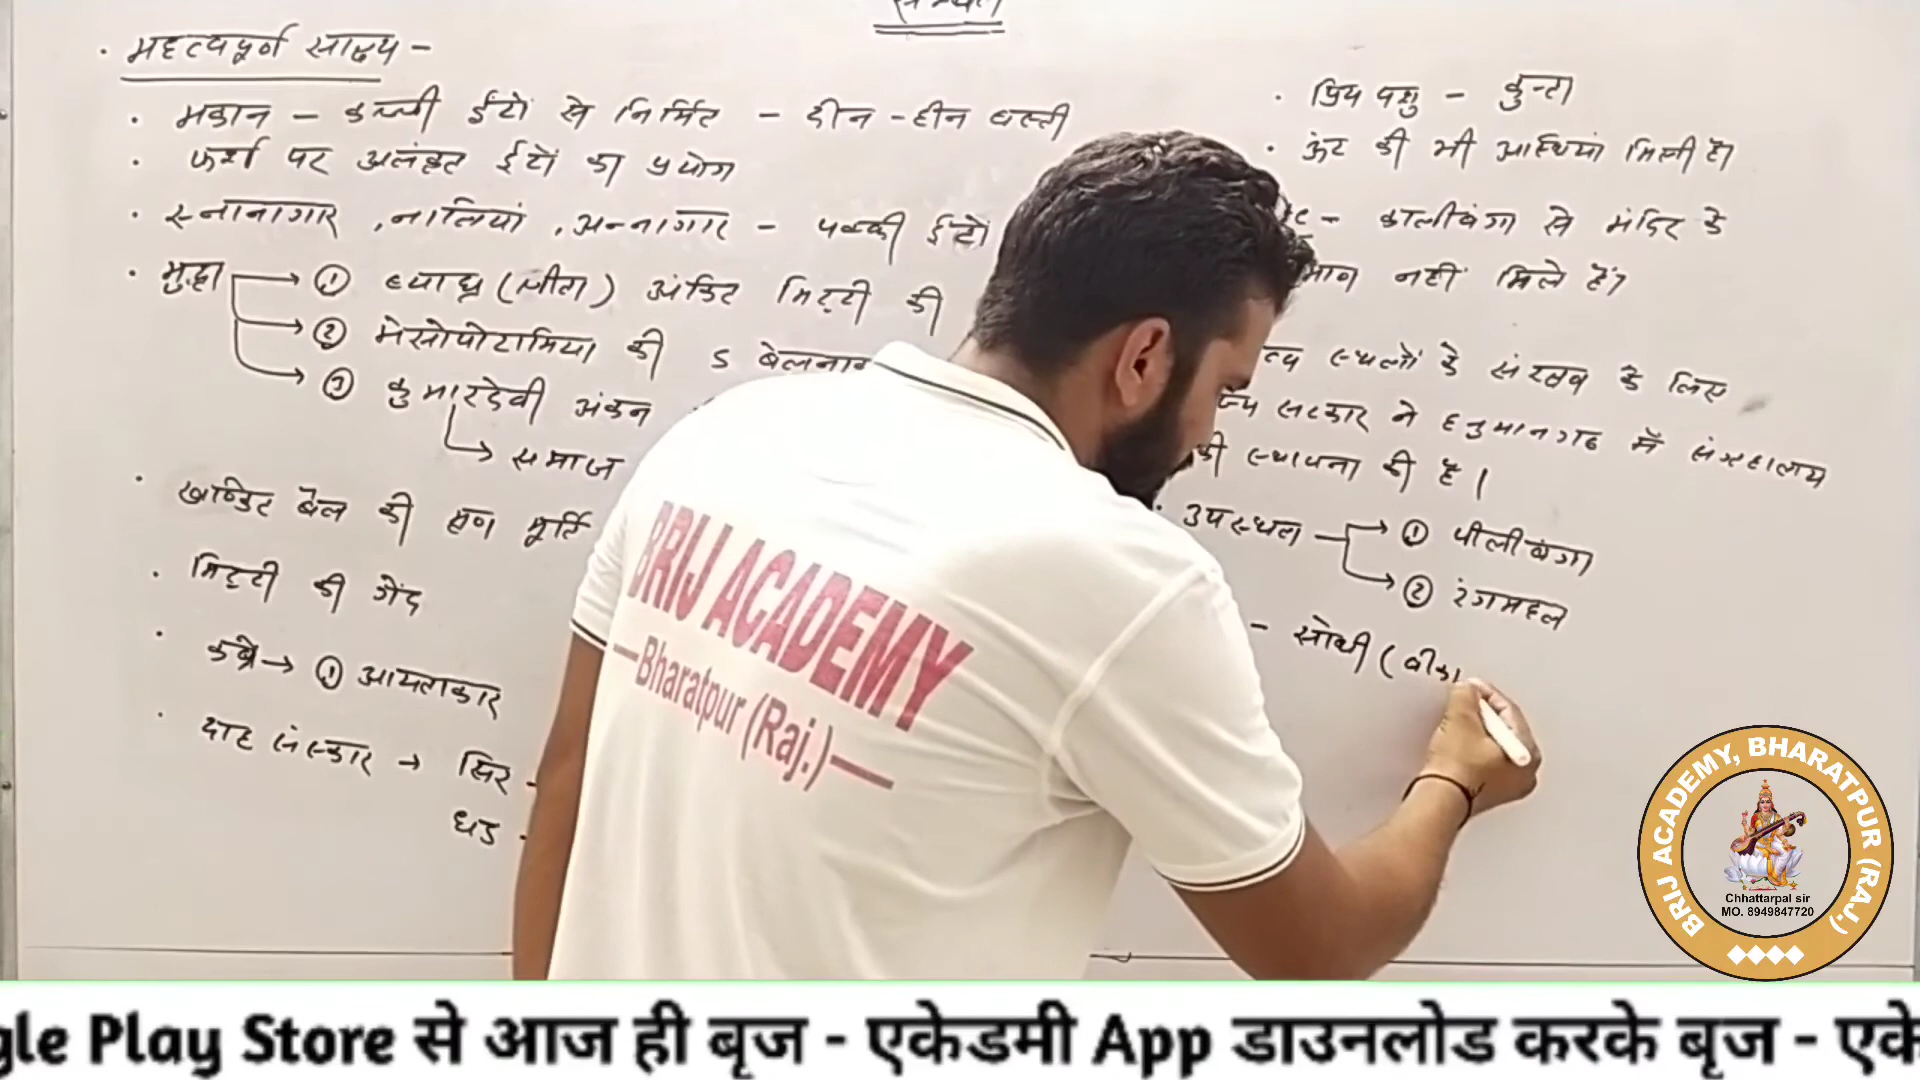 महत्वपूर्ण साक्ष्य -
मकान - कच्ची ईंटों से निर्मित - दीन - हीन बस्ती
फर्श पर अलंकृत ईंटों का प्रयोग
स्नानागार , नालियां , अन्नागार - पक्की ईंटों
मुद्रा → ① व्याघ्र (चीता) अंकित मिट्टी की
② मेसोपोटामिया की 5 बेलना
③ कुमारदेवी अंकन
→ समाज
खण्डित बैल की मृण मूर्ति
मिट्टी की गेंद
कब्रे → ① आयताकार
दाह संस्कार → सिर -
धड -
प्रिय पशु - कुत्ता
ऊंट की भी अस्थियां मिली है।
- कालीबंगा से मंदिर के
नहीं मिले हैं।
स्थलों के संरक्षण के लिए
सरकार ने हनुमानगढ में संग्रहालय
की स्थापना की है।
उपस्थल → ① पीलीबंगा
② रंगमहल
- सोथी (बीका
BRIJ ACADEMY
Bharatpur (Raj.)
BRIJ ACADEMY, BHARATPUR (RAJ.)
Chhattarpal sir
MO. 8949847720
gle Play Store से आज ही बृज - एकेडमी App डाउनलोड करके बृज - एके